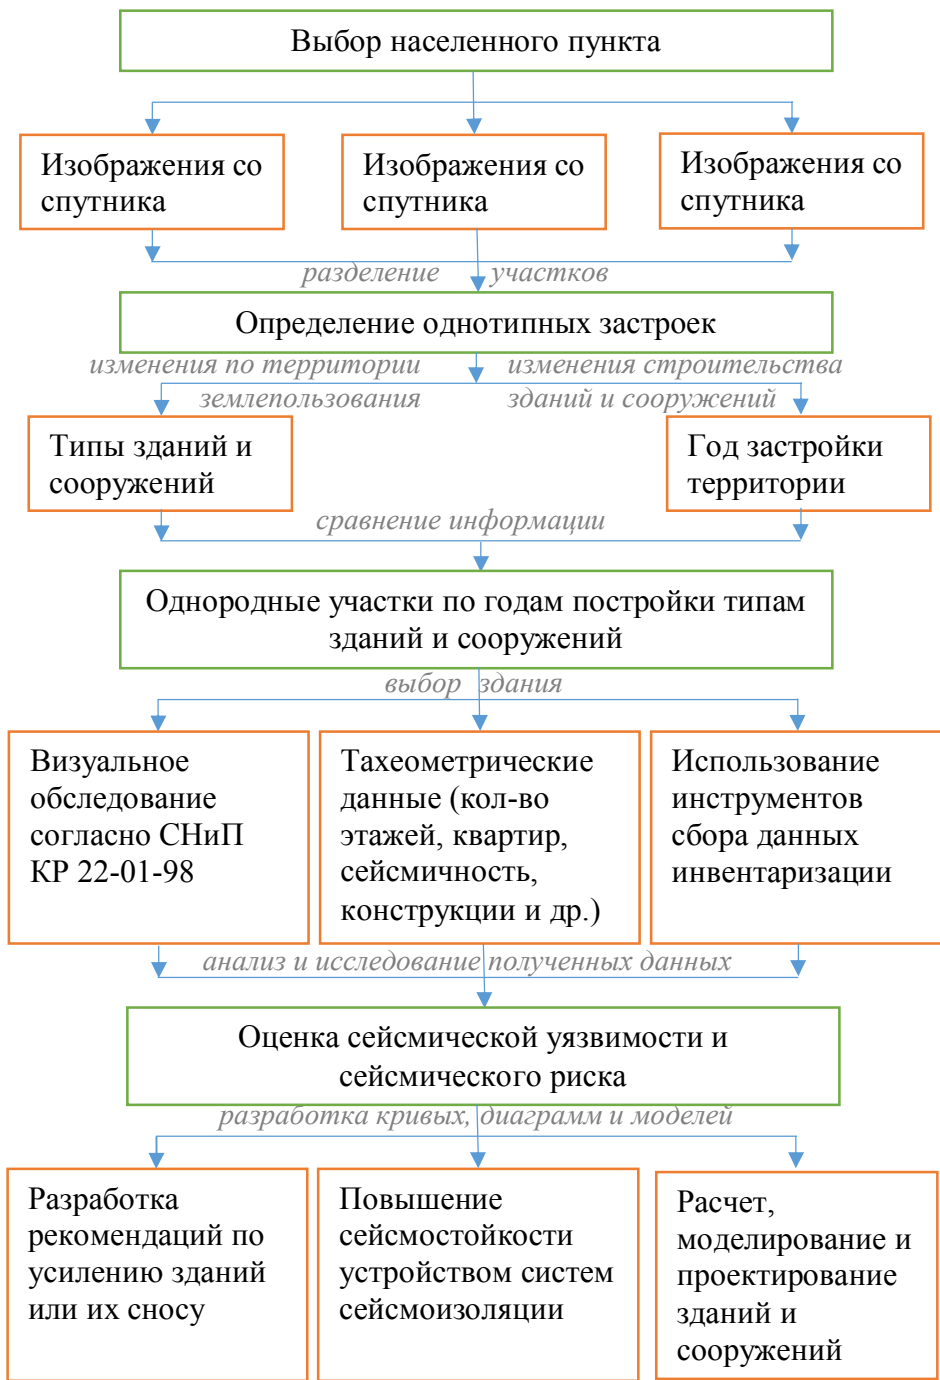 Выбор населенного пункта
Изображения со
спутника
Изображения со
спутника
Изображения со
спутника
разделение участков
Определение однотипных застроек
изменения по территории
землепользования
изменения строительства
зданий и сооружений
Типы зданий и
сооружений
Год застройки
территории
сравнение информации
Однородные участки по годам постройки типам
зданий и сооружений
выбор здания
Визуальное
обследование
согласно СНиП
КР 22-01-98
Тахеометрические
данные (кол-во
этажей, квартир,
сейсмичность,
конструкции и др.)
Использование
инструментов
сбора данных
инвентаризации
анализ и исследование полученных данных
Оценка сейсмической уязвимости и
сейсмического риска
разработка кривых, диаграмм и моделей
Разработка
рекомендаций по
усилению зданий
или их сносу
Повышение
сейсмостойкости
устройством систем
сейсмоизоляции
Расчет,
моделирование и
проектирование
зданий и
сооружений